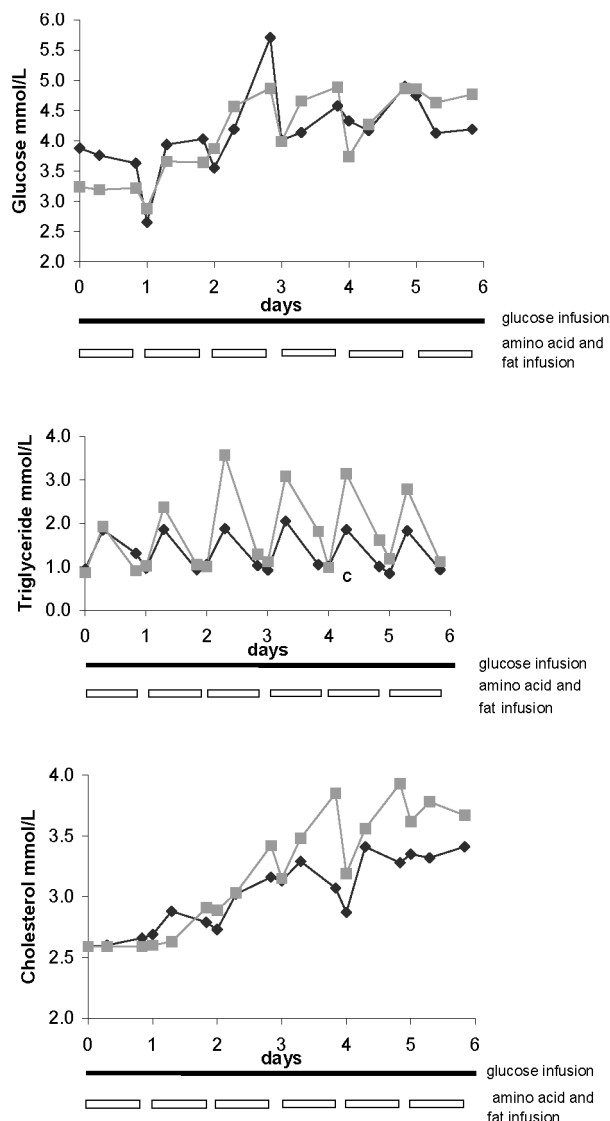 Glucose mmol/L
6.0
5.5
5.0
4.5
4.0
3.5
3.0
2.5
2.0
0 1 2 3 4 5 6
days
glucose infusion
amino acid and
fat infusion
Triglyceride mmol/L
4.0
3.0
2.0
1.0
0.0
c
0 1 2 3 4 5 6
days
glucose infusion
amino acid and
fat infusion
Cholesterol mmol/L
4.0
3.5
3.0
2.5
2.0
0 1 2 3 4 5 6
days
glucose infusion
amino acid and
fat infusion